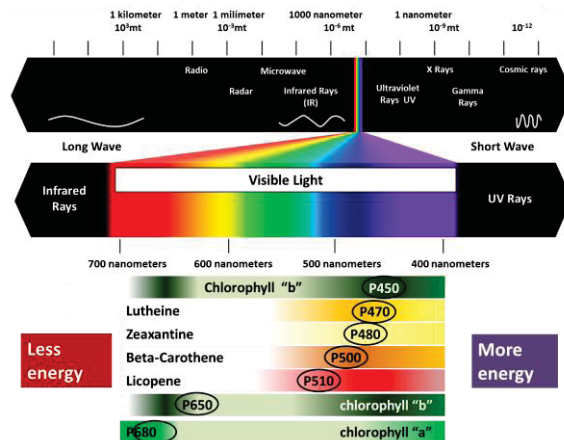 1 kilometer 1 meter 1 milimeter 1000 nanometer 1 nanometer
10³mt 10⁻³mt 10⁻⁶ mt 10⁻⁹ mt 10⁻¹²
Radio Microwave X Rays Cosmic rays
Radar Infrared Rays (IR) Ultraviolet Rays UV Gamma Rays
Long Wave Short Wave
Infrared Rays Visible Light UV Rays
700 nanometers 600 nanometers 500 nanometers 400 nanometers
Chlorophyll “b” P450
Lutheine P470
Zeaxantine P480
Beta-Carothene P500
Licopene P510
P650 chlorophyll “b”
P680 chlorophyll “a”
Less energy
More energy